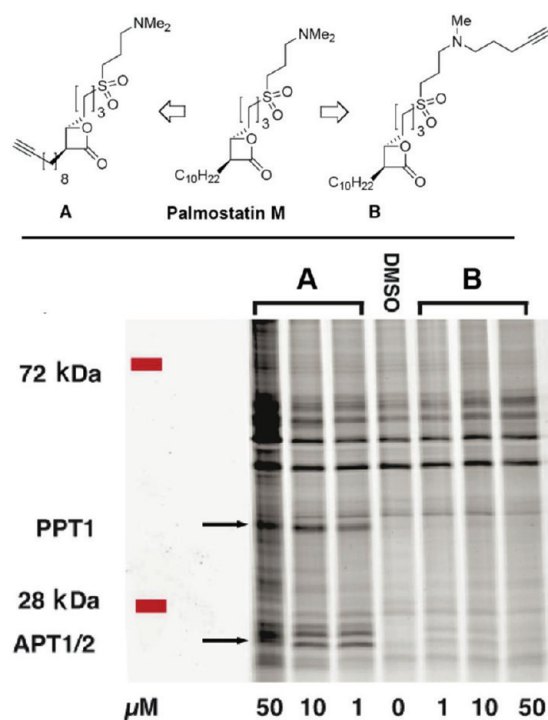 NMe2
NMe2
Me
N
S O O
S O O
S O O
3
3
3
O
O
O
8
O
C10H22
O
C10H22
O
A
Palmostatin M
B
A
DMSO
B
72 kDa
PPT1
28 kDa
APT1/2
µM 50 10 1 0 1 10 50